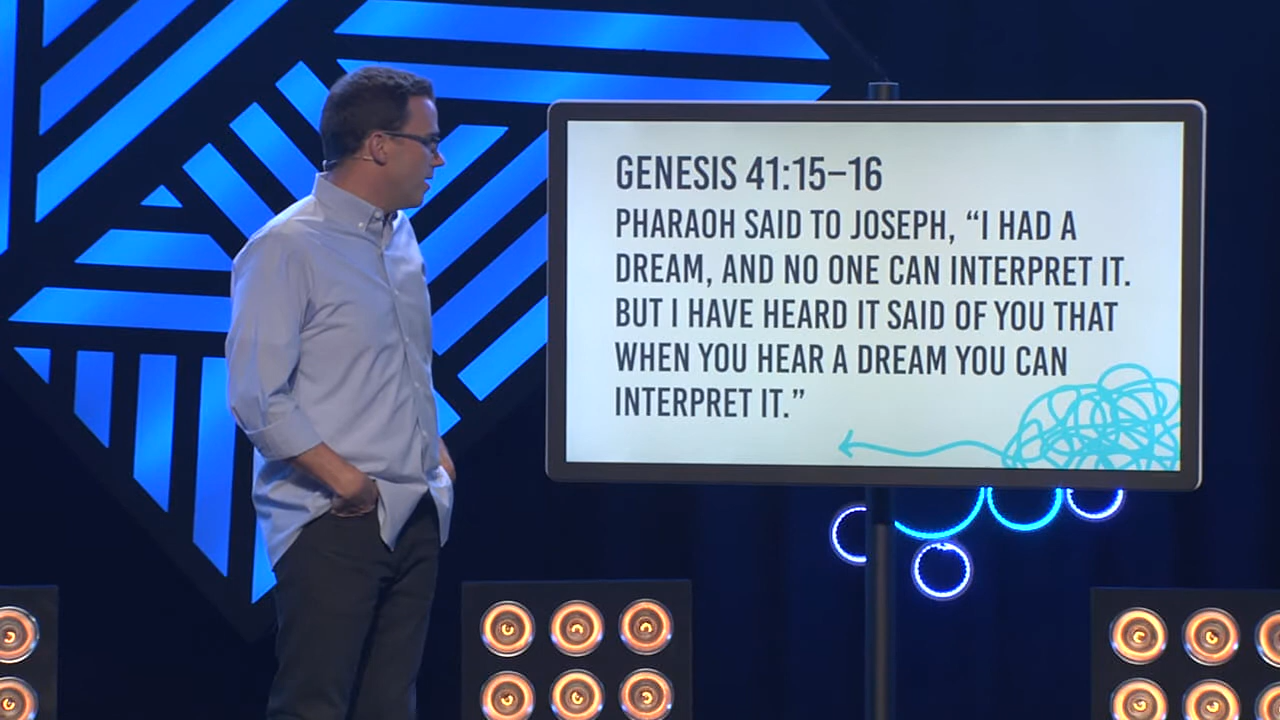 GENESIS 41:15–16
PHARAOH SAID TO JOSEPH, “I HAD A
DREAM, AND NO ONE CAN INTERPRET IT.
BUT I HAVE HEARD IT SAID OF YOU THAT
WHEN YOU HEAR A DREAM YOU CAN
INTERPRET IT.”